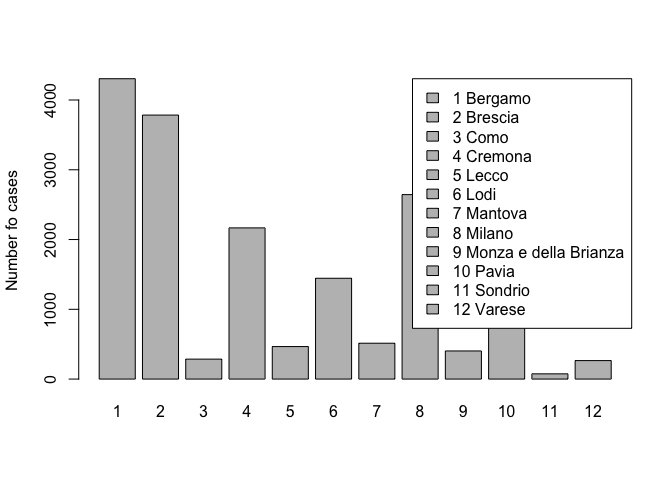 Number fo cases
4000
3000
2000
1000
0
1 Bergamo
2 Brescia
3 Como
4 Cremona
5 Lecco
6 Lodi
7 Mantova
8 Milano
9 Monza e della Brianza
10 Pavia
11 Sondrio
12 Varese
1 2 3 4 5 6 7 8 9 10 11 12